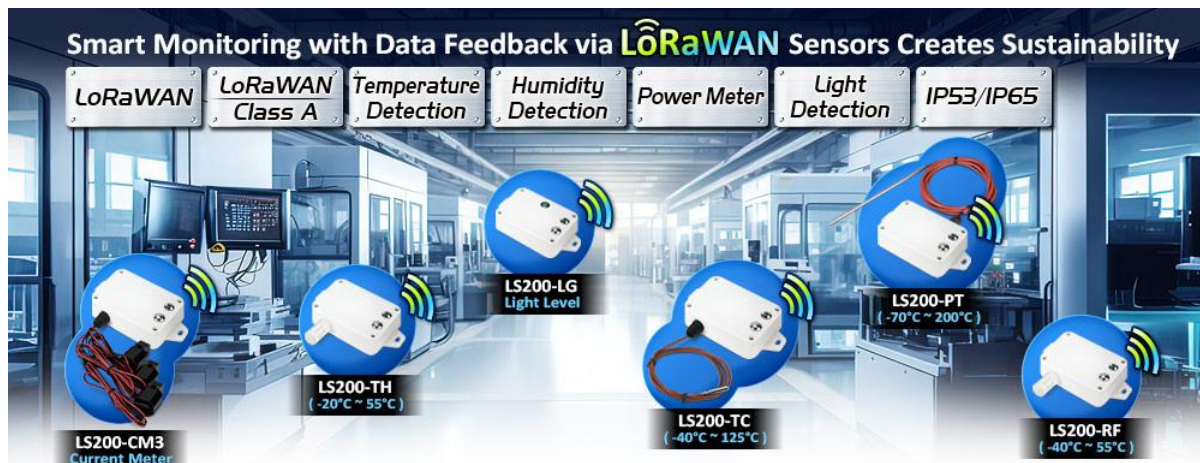 Smart Monitoring with Data Feedback via LoRaWAN Sensors Creates Sustainability
LoRaWAN
LoRaWAN
Class A
Temperature
Detection
Humidity
Detection
Power Meter
Light
Detection
IP53/IP65
LS200-LG
Light Level
LS200-PT
(-70°C ~ 200°C)
LS200-TH
(-20°C ~ 55°C)
LS200-TC
(-40°C ~ 125°C)
LS200-RF
(-40°C ~ 55°C)
LS200-CM3
Current Meter